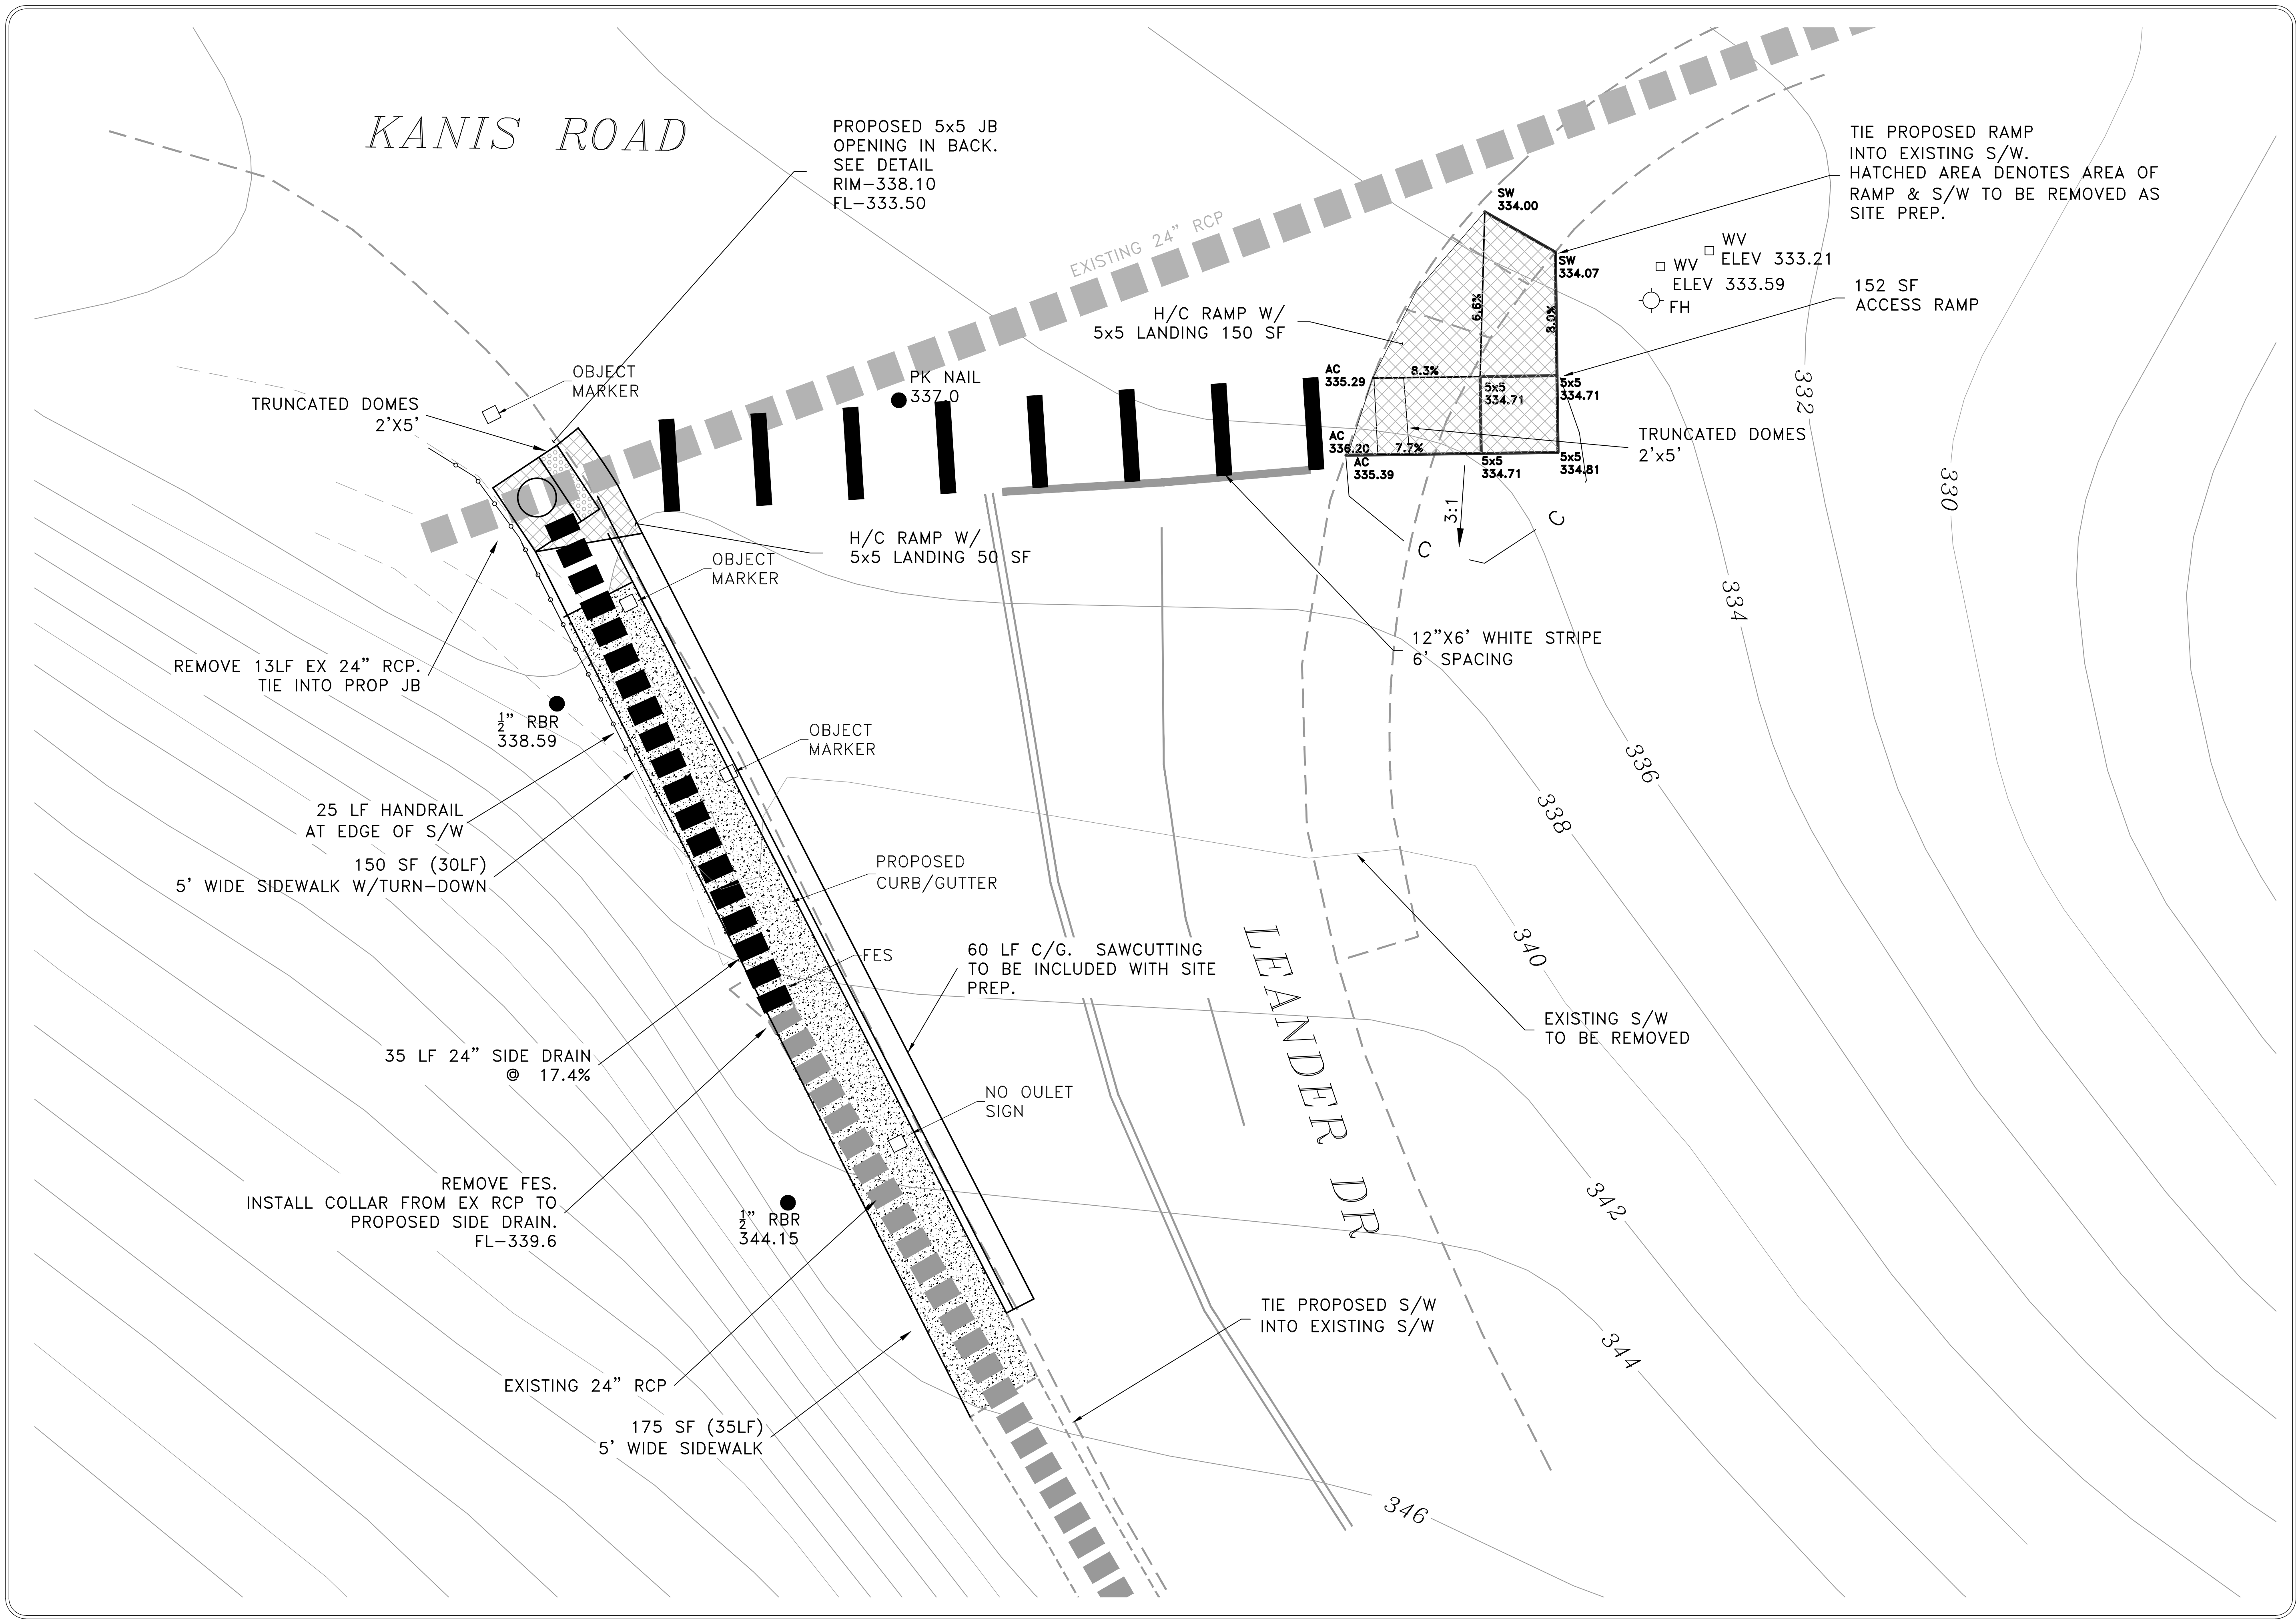 KANIS ROAD
PROPOSED 5x5 JB
OPENING IN BACK.
SEE DETAIL
RIM-338.10
FL-333.50
TIE PROPOSED RAMP
INTO EXISTING S/W.
HATCHED AREA DENOTES AREA OF
RAMP & S/W TO BE REMOVED AS
SITE PREP.
EXISTING 24" RCP
SW
334.00
SW
334.07
WV
ELEV 333.21
WV
ELEV 333.59
FH
152 SF
ACCESS RAMP
H/C RAMP W/
5x5 LANDING 150 SF
6.6%
8.0%
OBJECT
MARKER
TRUNCATED DOMES
2'X5'
PK NAIL
337.0
AC
335.29
8.3%
5x5
334.71
5x5
334.71
AC
336.20
AC
335.39
7.7%
5x5
334.71
5x5
334.81
TRUNCATED DOMES
2'x5'
3:1
C
C
332
330
334
336
338
340
342
344
346
H/C RAMP W/
5x5 LANDING 50 SF
OBJECT
MARKER
12"X6' WHITE STRIPE
6' SPACING
REMOVE 13LF EX 24" RCP.
TIE INTO PROP JB
½" RBR
338.59
OBJECT
MARKER
25 LF HANDRAIL
AT EDGE OF S/W
150 SF (30LF)
5' WIDE SIDEWALK W/TURN-DOWN
PROPOSED
CURB/GUTTER
FES
60 LF C/G. SAWCUTTING
TO BE INCLUDED WITH SITE
PREP.
LEANDER DR
EXISTING S/W
TO BE REMOVED
35 LF 24" SIDE DRAIN
@ 17.4%
NO OULET
SIGN
REMOVE FES.
INSTALL COLLAR FROM EX RCP TO
PROPOSED SIDE DRAIN.
FL-339.6
½" RBR
344.15
TIE PROPOSED S/W
INTO EXISTING S/W
EXISTING 24" RCP
175 SF (35LF)
5' WIDE SIDEWALK